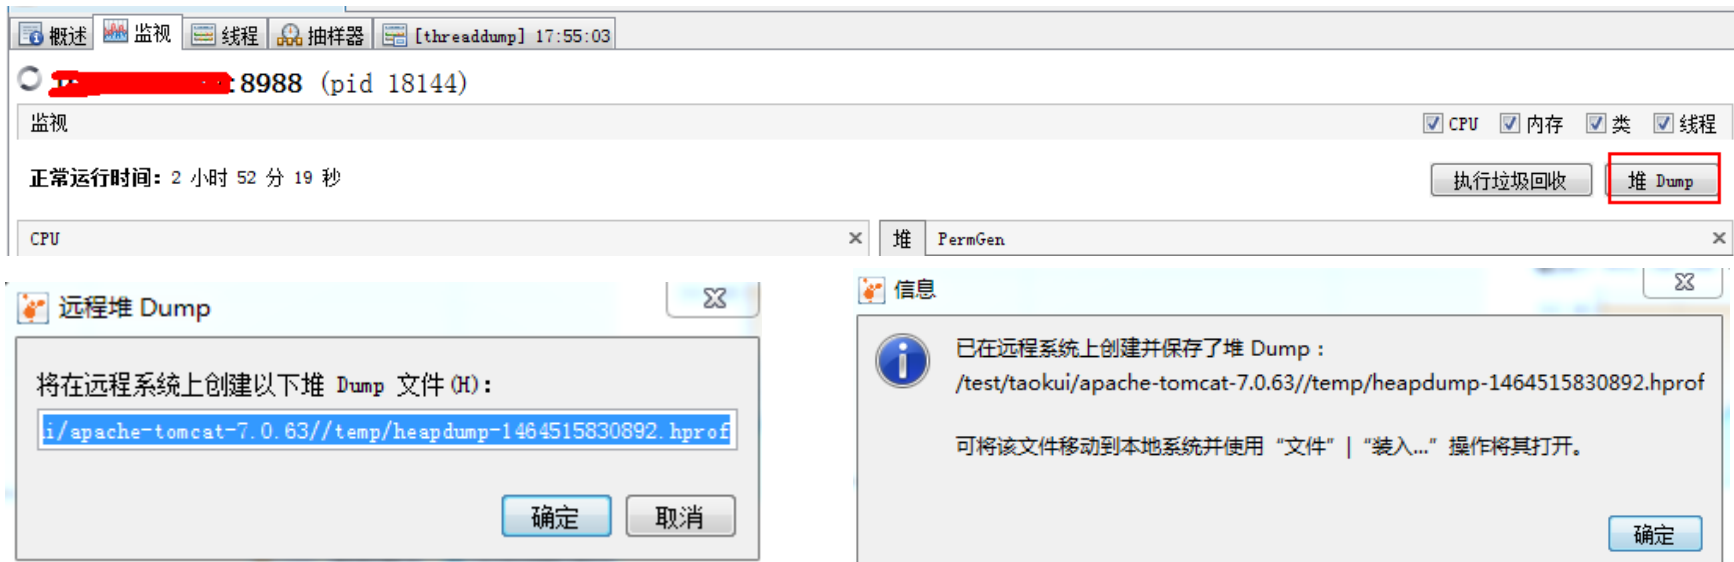 概述 监视 线程 抽样器 [threaddump] 17:55:03
:8988 (pid 18144)
监视 CPU 内存 类 线程
正常运行时间: 2 小时 52 分 19 秒 执行垃圾回收 堆 Dump
CPU 堆 PermGen
远程堆 Dump
将在远程系统上创建以下堆 Dump 文件(H):
i/apache-tomcat-7.0.63//temp/heapdump-1464515830892.hprof
确定 取消
信息
已在远程系统上创建并保存了堆 Dump:
/test/taokui/apache-tomcat-7.0.63//temp/heapdump-1464515830892.hprof
可将该文件移动到本地系统并使用“文件”|“装入...”操作将其打开。
确定